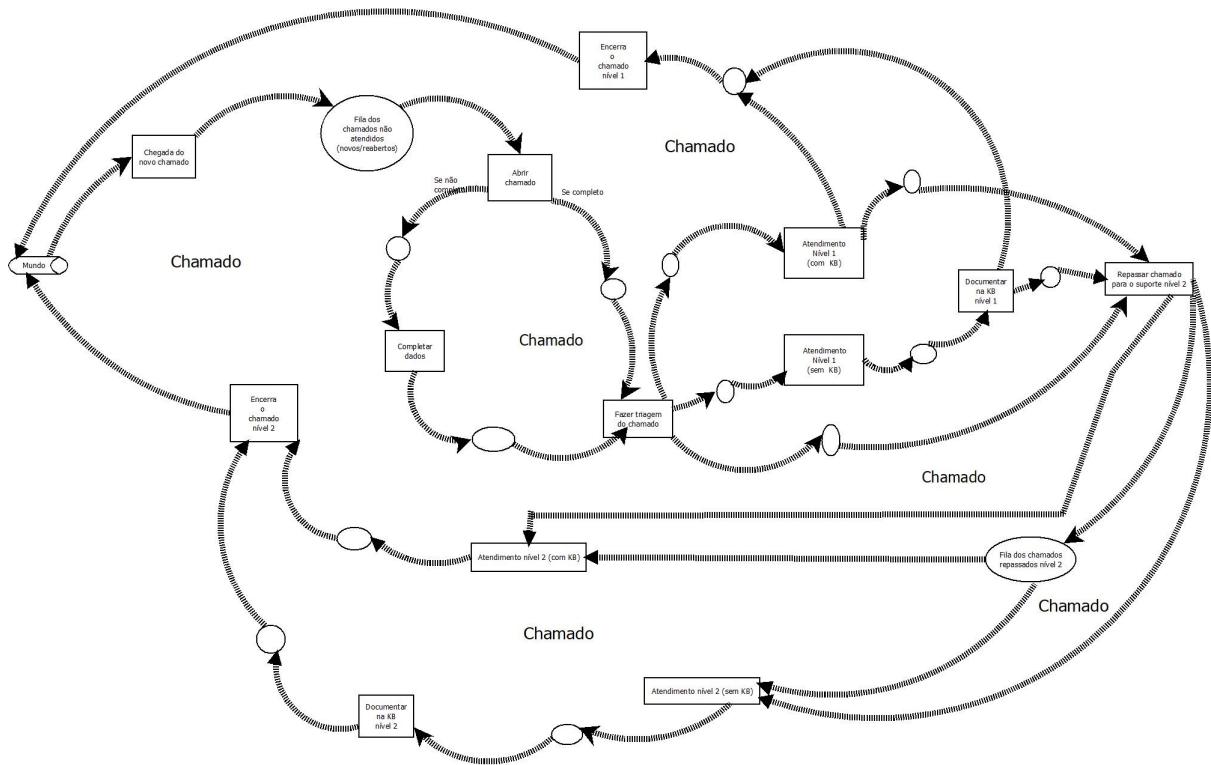 Encerra
o
chamado
nível 1
Fila dos
chamados não
atendidos
(novos/reabertos)
Chegada do
novo chamado
Chamado
Abrir
chamado
Se não
completo
Se completo
Atendimento
Nível 1
(com KB)
Mundo
Chamado
Repassar chamado
para o suporte nível 2
Documentar
na KB
nível 1
Completar
dados
Chamado
Atendimento
Nível 1
(sem KB)
Encerra
o
chamado
nível 2
Fazer triagem
do chamado
Chamado
Atendimento nível 2 (com KB)
Fila dos chamados
repassados nível 2
Chamado
Chamado
Atendimento nível 2 (sem KB)
Documentar
na KB
nível 2